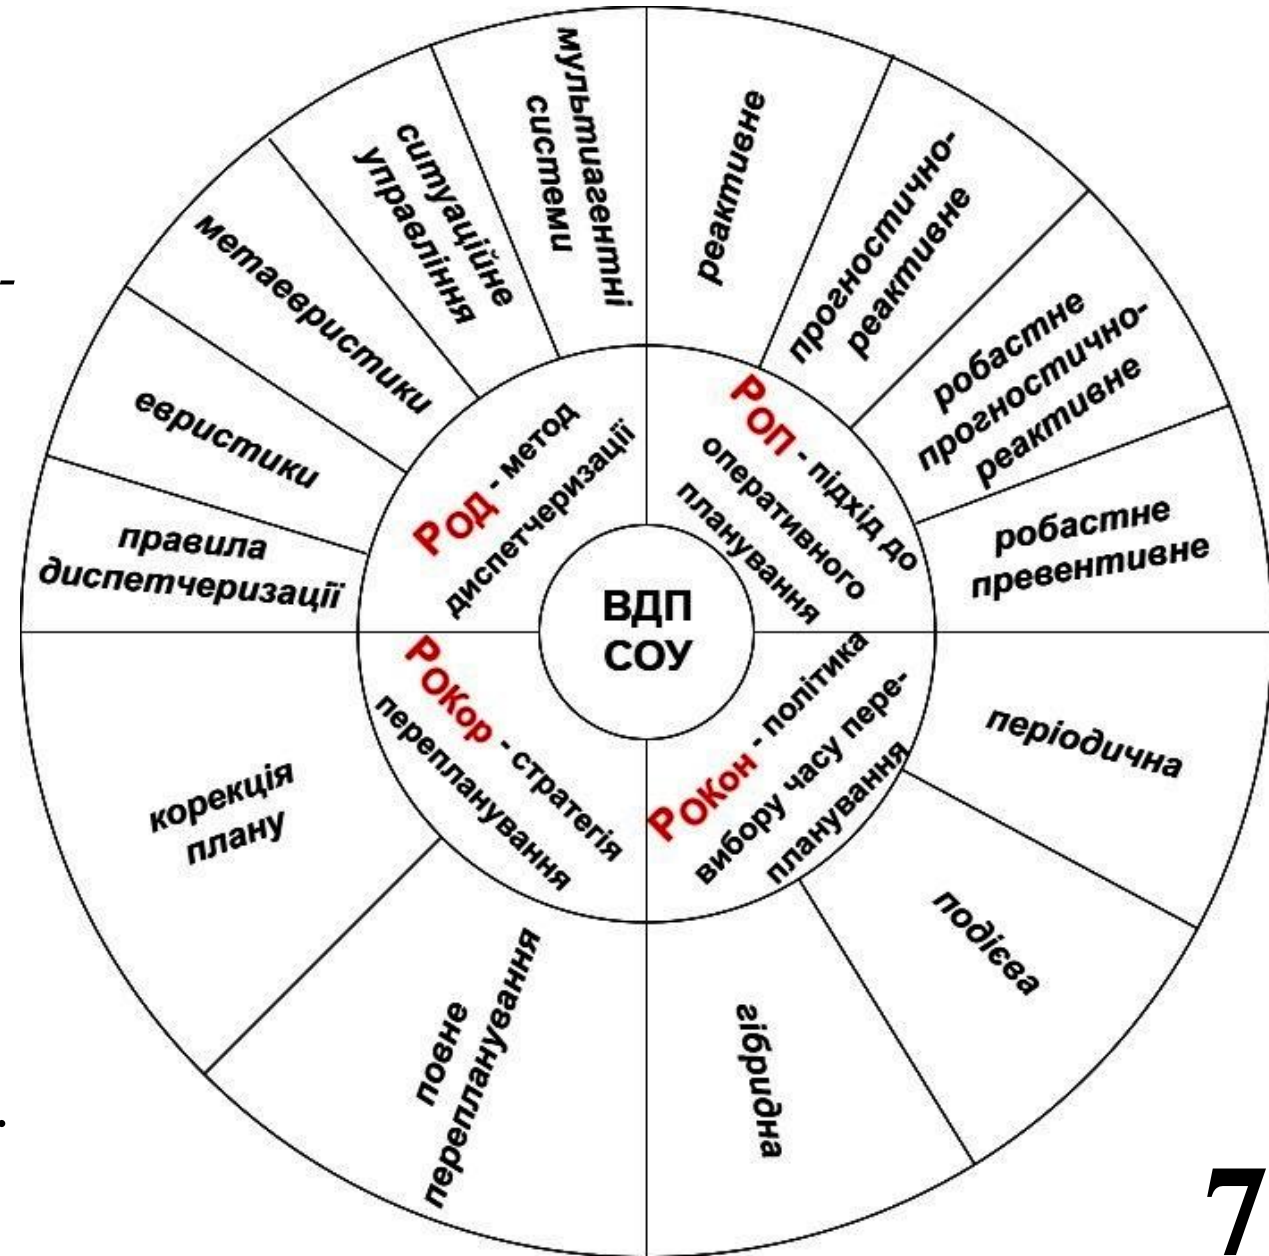 мультиагентні
системи
реактивне
прогностично-
реактивне
робастне
прогностично-
реактивне
робастне
превентивне
періодична
подієва
гібридна
повне
перепланування
корекція
плану
правила
диспетчеризації
евристики
метаевристики
ситуаційне
управління
РОД - метод
диспетчеризації
РОП - підхід до
оперативного
планування
РОКон - політика
вибору часу пере-
планування
РОКор - стратегія
перепланування
ВДП
СОУ
-
.
7